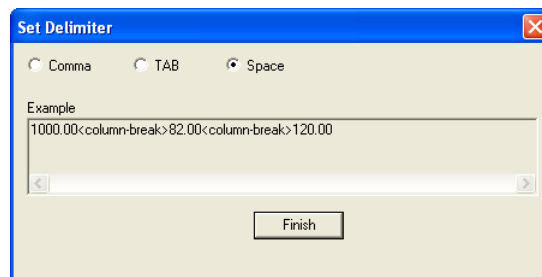 Set Delimiter
Comma TAB Space
Example
1000.00<column-break>82.00<column-break>120.00
Finish